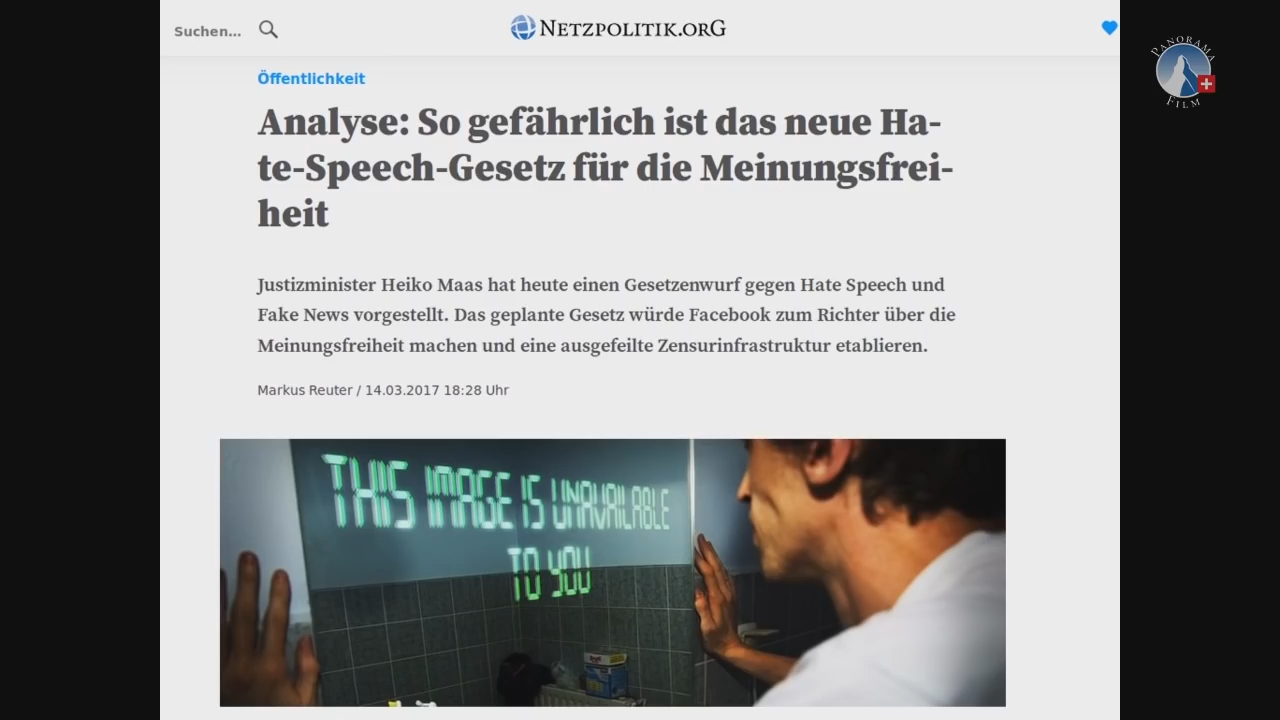 Suchen...
NETZPOLITIK.ORG
PANORAMA
FILM
Öffentlichkeit
Analyse: So gefährlich ist das neue Ha-
te-Speech-Gesetz für die Meinungsfrei-
heit
Justizminister Heiko Maas hat heute einen Gesetzenwurf gegen Hate Speech und
Fake News vorgestellt. Das geplante Gesetz würde Facebook zum Richter über die
Meinungsfreiheit machen und eine ausgefeilte Zensurinfrastruktur etablieren.
Markus Reuter / 14.03.2017 18:28 Uhr
THIS IMAGE IS UNAVAILABLE
TO YOU